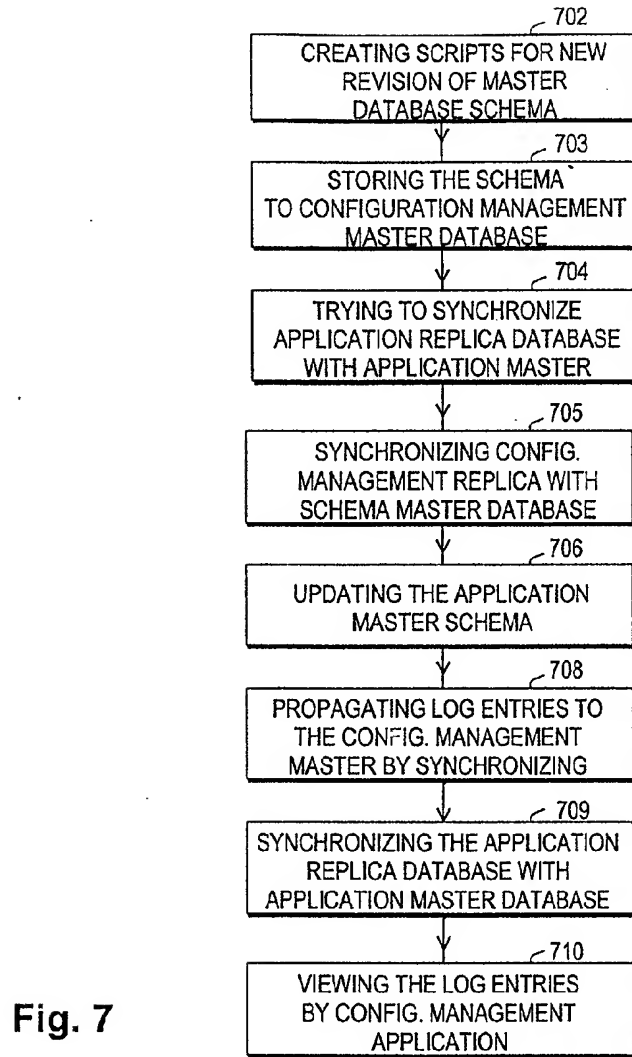 702
CREATING SCRIPTS FOR NEW
REVISION OF MASTER
DATABASE SCHEMA
703
STORING THE SCHEMA
TO CONFIGURATION MANAGEMENT
MASTER DATABASE
704
TRYING TO SYNCHRONIZE
APPLICATION REPLICA DATABASE
WITH APPLICATION MASTER
705
SYNCHRONIZING CONFIG.
MANAGEMENT REPLICA WITH
SCHEMA MASTER DATABASE
706
UPDATING THE APPLICATION
MASTER SCHEMA
708
PROPAGATING LOG ENTRIES TO
THE CONFIG. MANAGEMENT
MASTER BY SYNCHRONIZING
709
SYNCHRONIZING THE APPLICATION
REPLICA DATABASE WITH
APPLICATION MASTER DATABASE
710
VIEWING THE LOG ENTRIES
BY CONFIG. MANAGEMENT
APPLICATION
Fig. 7